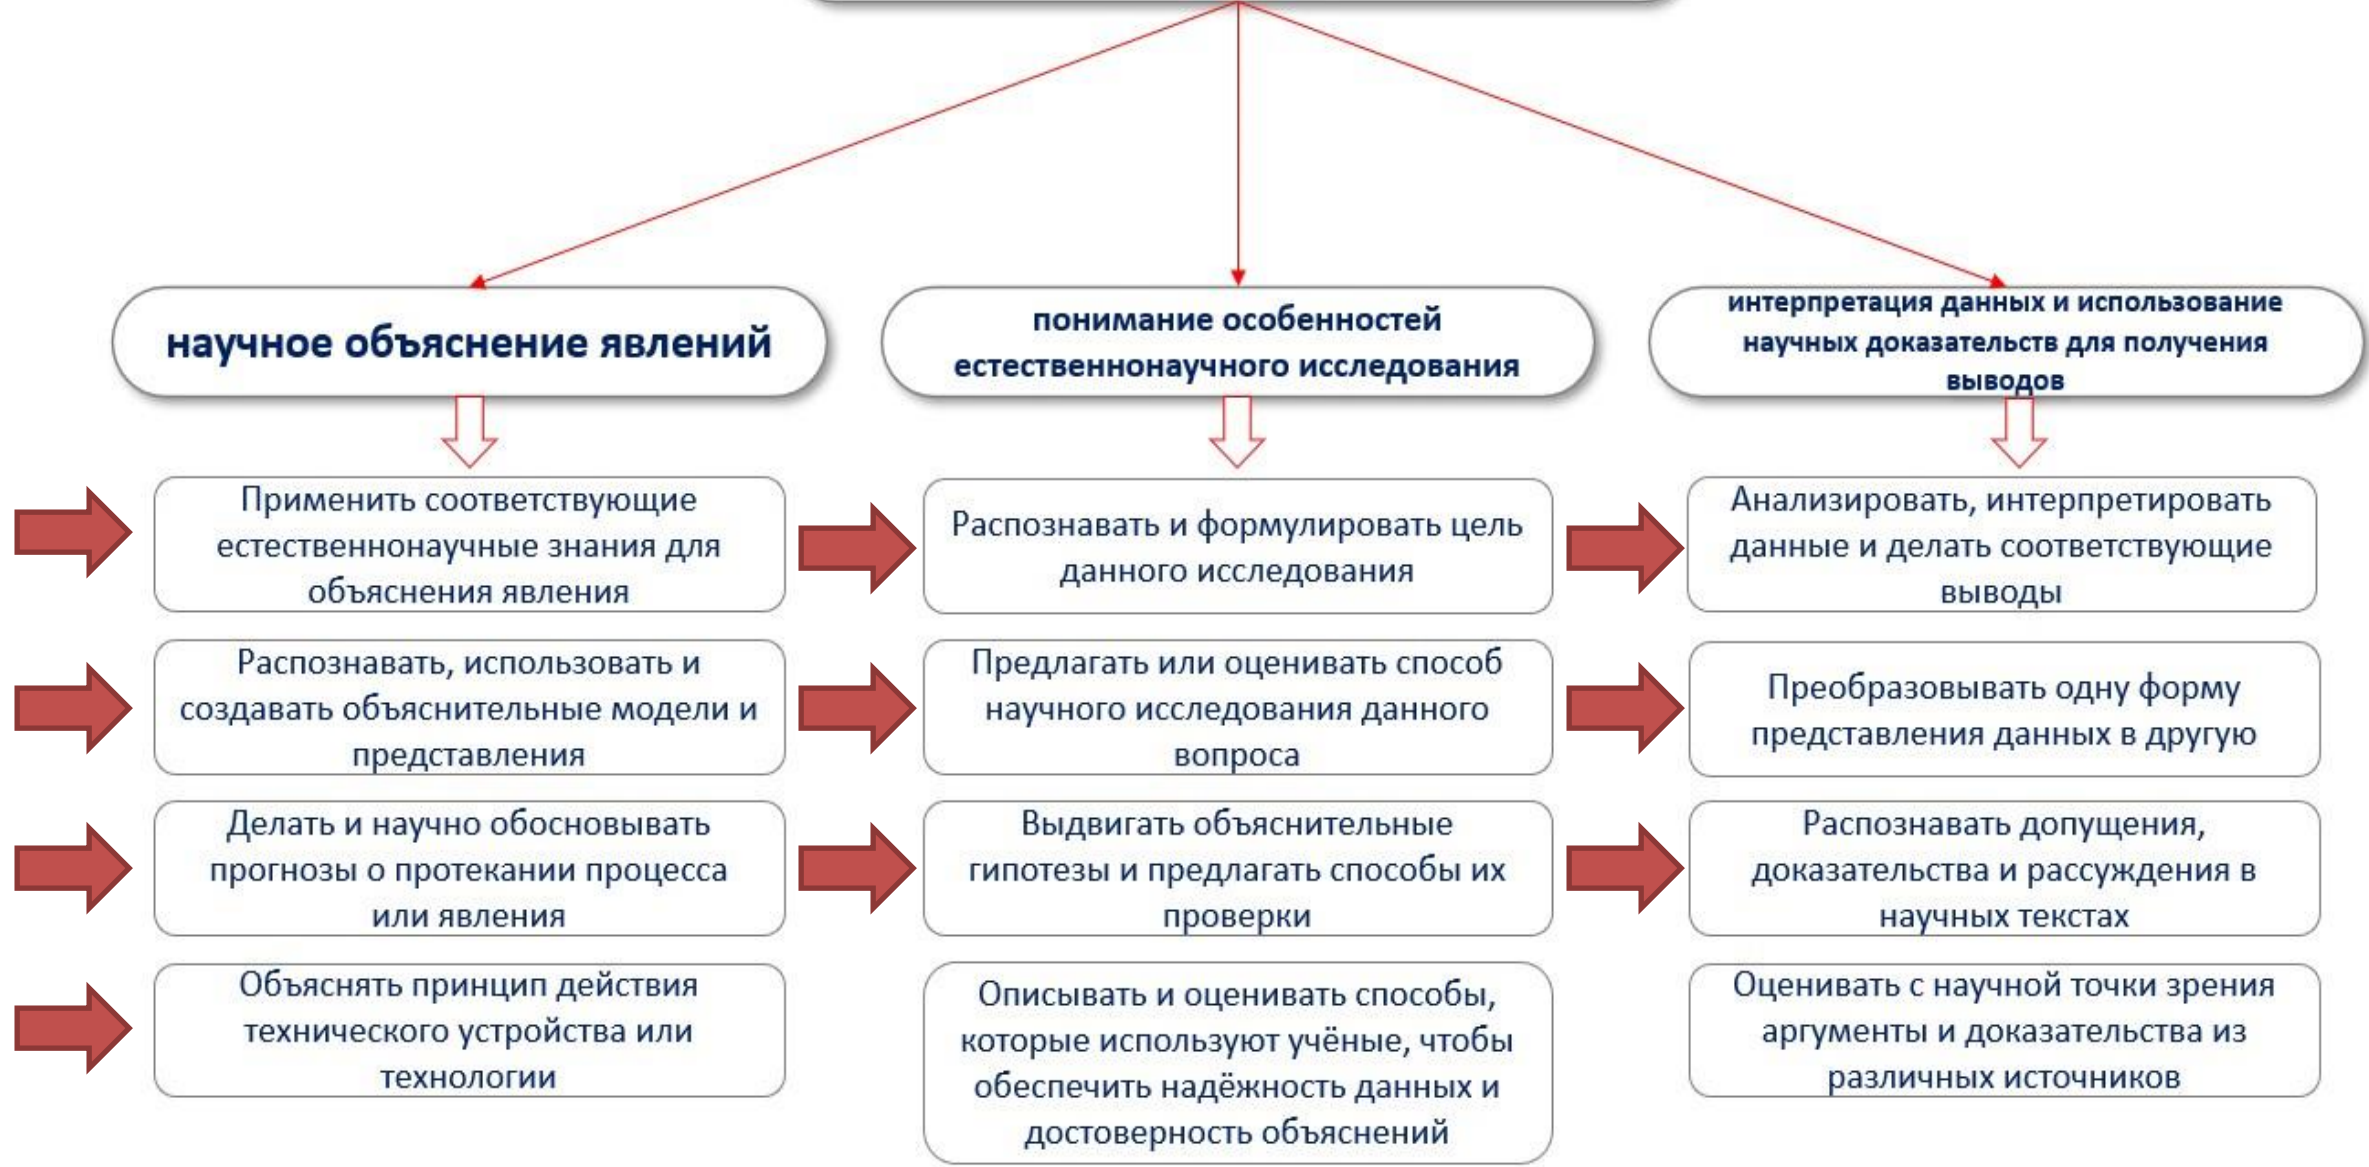 научное объяснение явлений
понимание особенностей
естественнонаучного исследования
интерпретация данных и использование
научных доказательств для получения
выводов
Применить соответствующие
естественнонаучные знания для
объяснения явления
Распознавать, использовать и
создавать объяснительные модели и
представления
Делать и научно обосновывать
прогнозы о протекании процесса
или явления
Объяснять принцип действия
технического устройства или
технологии
Распознавать и формулировать цель
данного исследования
Предлагать или оценивать способ
научного исследования данного
вопроса
Выдвигать объяснительные
гипотезы и предлагать способы их
проверки
Описывать и оценивать способы,
которые используют учёные, чтобы
обеспечить надёжность данных и
достоверность объяснений
Анализировать, интерпретировать
данные и делать соответствующие
выводы
Преобразовывать одну форму
представления данных в другую
Распознавать допущения,
доказательства и рассуждения в
научных текстах
Оценивать с научной точки зрения
аргументы и доказательства из
различных источников